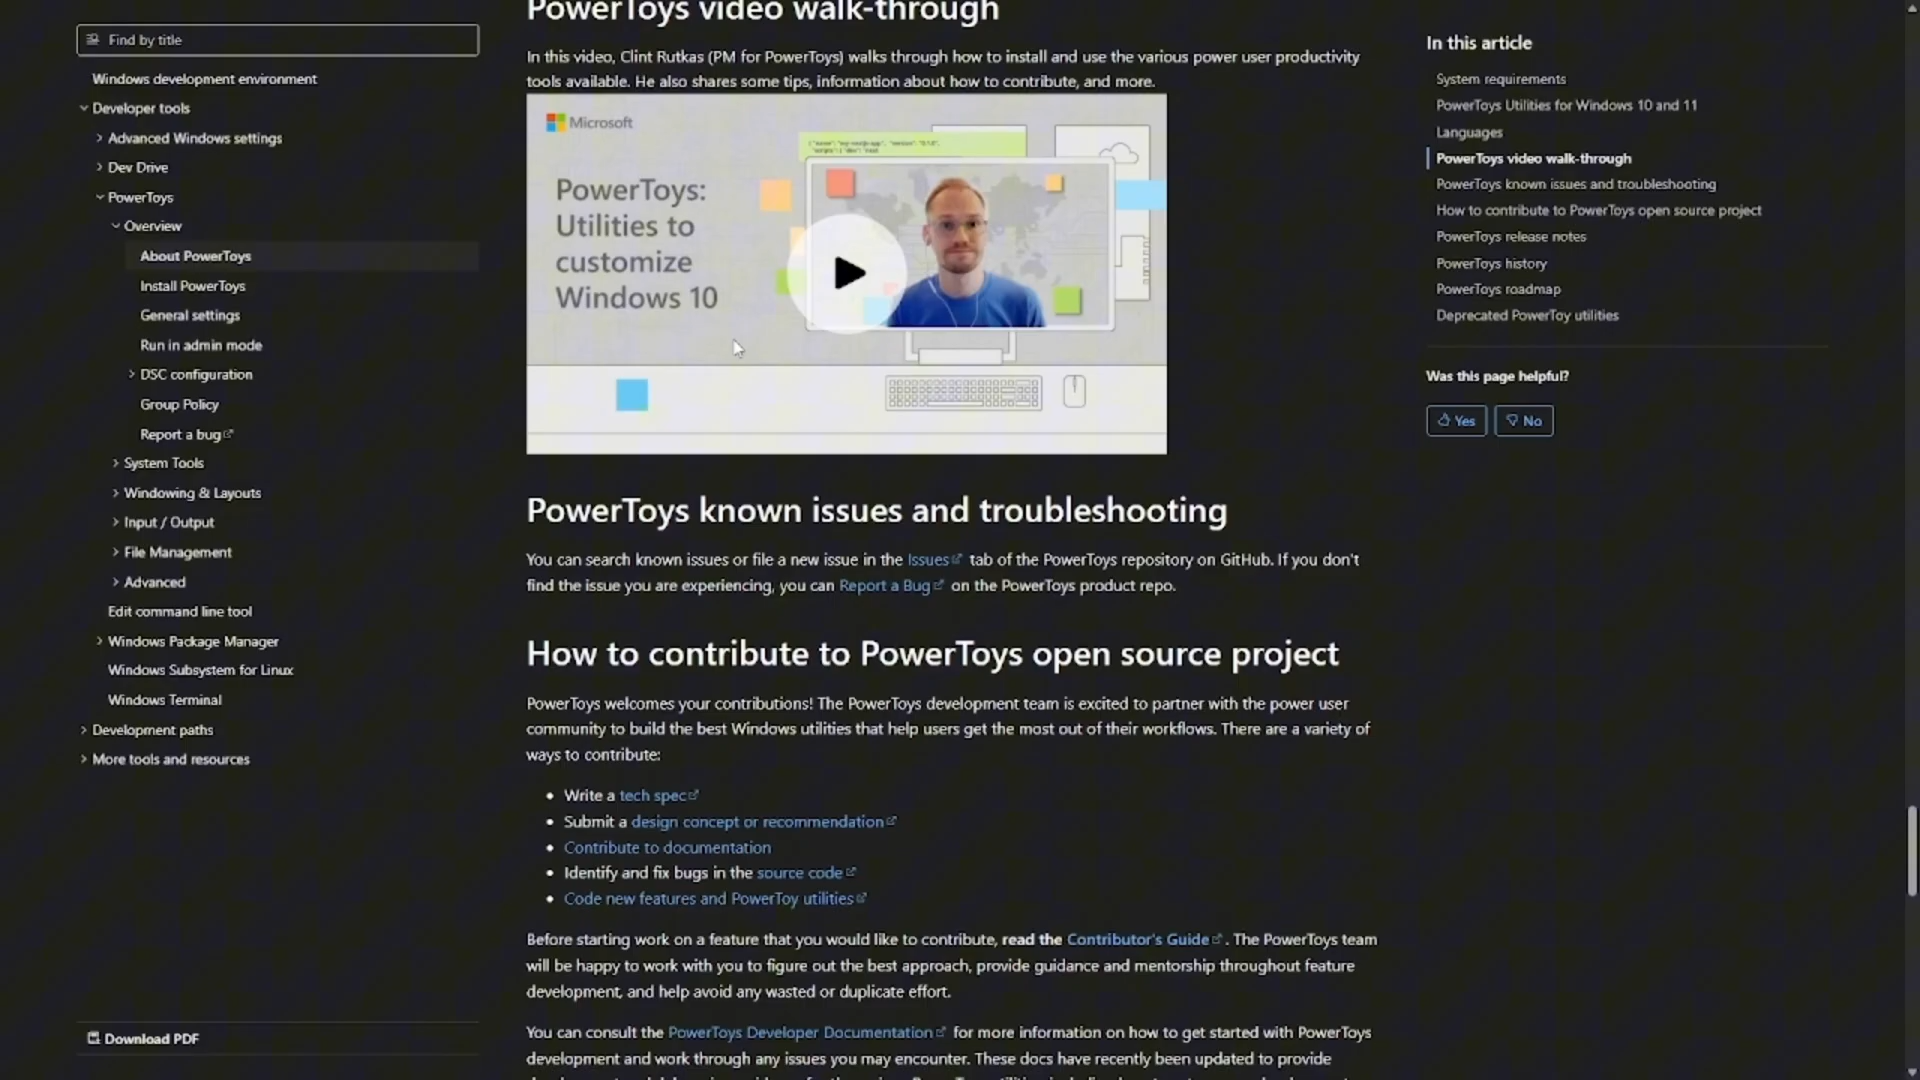 Find by title
Windows development environment
Developer tools
Advanced Windows settings
Dev Drive
PowerToys
Overview
About PowerToys
Install PowerToys
General settings
Run in admin mode
DSC configuration
Group Policy
Report a bug
System Tools
Windowing & Layouts
Input / Output
File Management
Advanced
Edit command line tool
Windows Package Manager
Windows Subsystem for Linux
Windows Terminal
Development paths
More tools and resources
Download PDF
PowerToys video walk-through
In this video, Clint Rutkas (PM for PowerToys) walks through how to install and use the various power user productivity
tools available. He also shares some tips, information about how to contribute, and more.
Microsoft
PowerToys:
Utilities to
customize
Windows 10
PowerToys known issues and troubleshooting
You can search known issues or file a new issue in the Issues tab of the PowerToys repository on GitHub. If you don't
find the issue you are experiencing, you can Report a Bug on the PowerToys product repo.
How to contribute to PowerToys open source project
PowerToys welcomes your contributions! The PowerToys development team is excited to partner with the power user
community to build the best Windows utilities that help users get the most out of their workflows. There are a variety of
ways to contribute:
• Write a tech spec
• Submit a design concept or recommendation
• Contribute to documentation
• Identify and fix bugs in the source code
• Code new features and PowerToy utilities
Before starting work on a feature that you would like to contribute, read the Contributor's Guide . The PowerToys team
will be happy to work with you to figure out the best approach, provide guidance and mentorship throughout feature
development, and help avoid any wasted or duplicate effort.
You can consult the PowerToys Developer Documentation for more information on how to get started with PowerToys
development and work through any issues you may encounter. These docs have recently been updated to provide
In this article
System requirements
PowerToys Utilities for Windows 10 and 11
Languages
PowerToys video walk-through
PowerToys known issues and troubleshooting
How to contribute to PowerToys open source project
PowerToys release notes
PowerToys history
PowerToys roadmap
Deprecated PowerToy utilities
Was this page helpful?
Yes
No